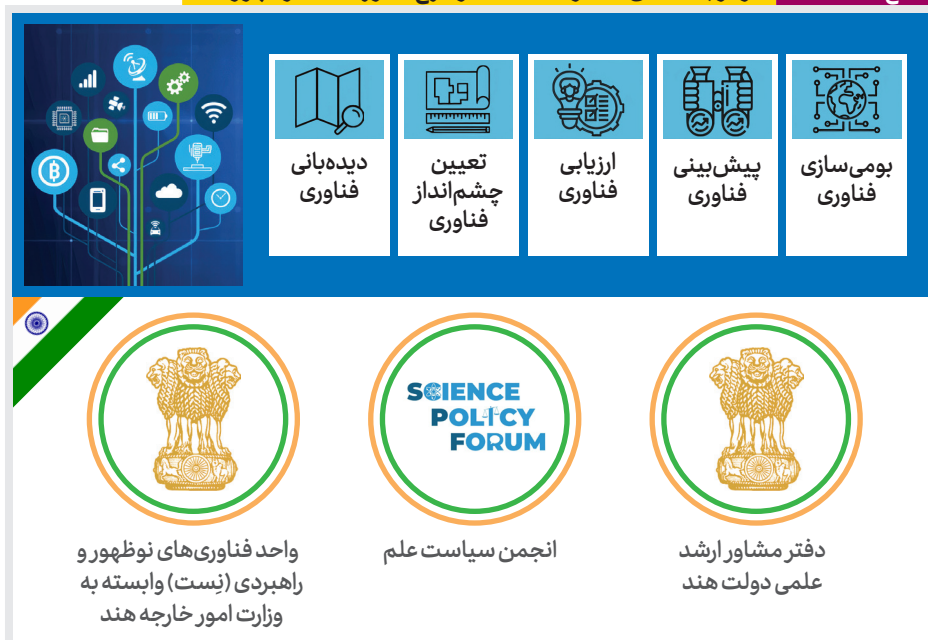 بومی‌سازی
فناوری
پیش‌بینی
فناوری
ارزیابی
فناوری
تعیین
چشم‌انداز
فناوری
دیده‌بانی
فناوری
دفتر مشاور ارشد
علمی دولت هند
SCIENCE
POLICY
FORUM
انجمن سیاست علم
واحد فناوری‌های نوظهور و
راهبردی (نِست) وابسته به
وزارت امور خارجه هند